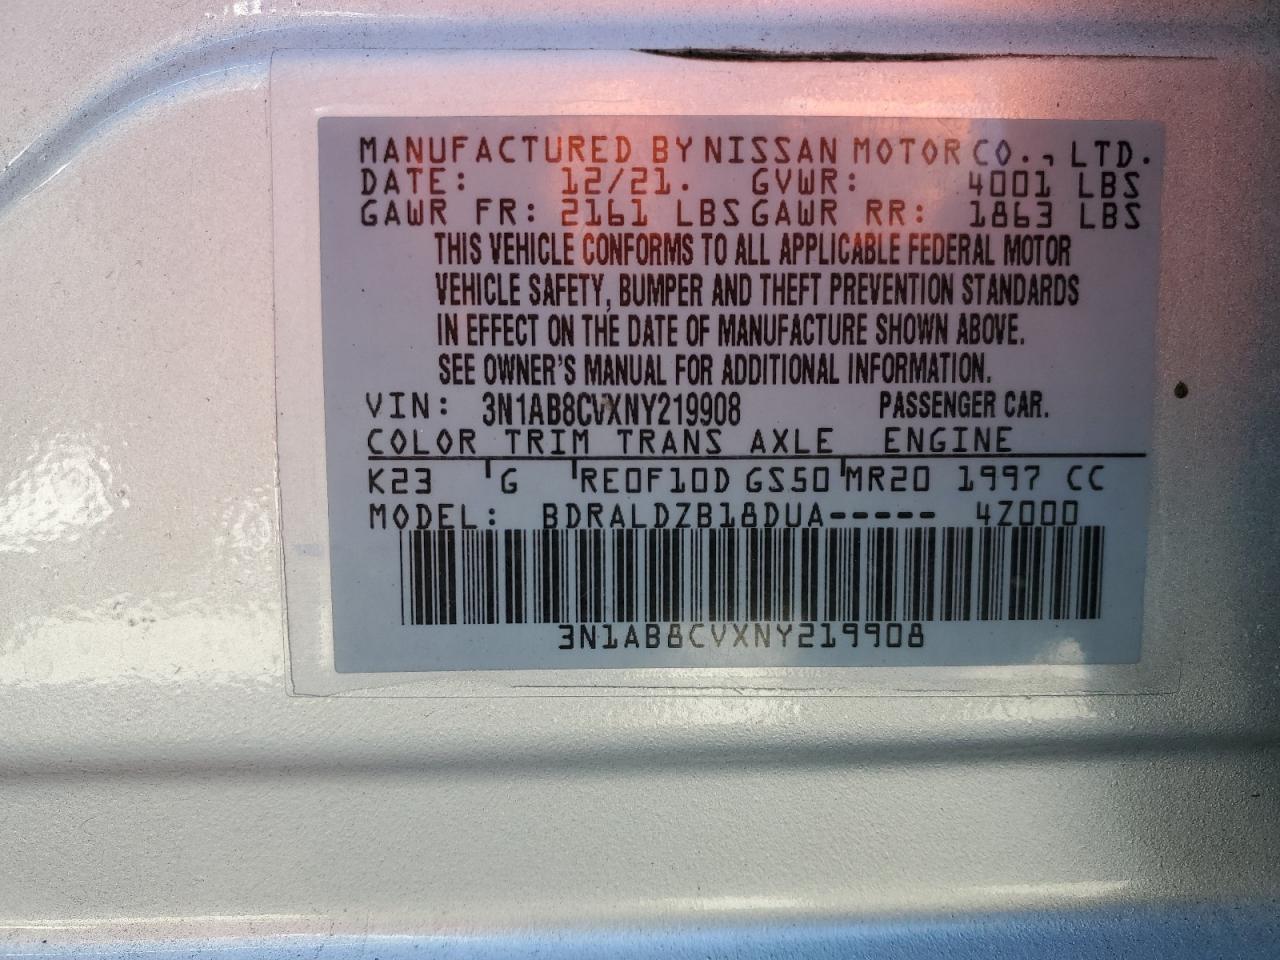 MANUFACTURED BY NISSAN MOTOR CO., LTD.
DATE: 12/21. GVWR: 4001 LBS
GAWR FR: 2161 LBS GAWR RR: 1863 LBS
THIS VEHICLE CONFORMS TO ALL APPLICABLE FEDERAL MOTOR
VEHICLE SAFETY, BUMPER AND THEFT PREVENTION STANDARDS
IN EFFECT ON THE DATE OF MANUFACTURE SHOWN ABOVE.
SEE OWNER'S MANUAL FOR ADDITIONAL INFORMATION.
VIN: 3N1AB8CVXNY219908 PASSENGER CAR.
COLOR TRIM TRANS AXLE ENGINE
K23 G RE0F10D GS50 MR20 1997 CC
MODEL: BDRALDZB18DUA----- 4Z000
3N1AB8CVXNY219908